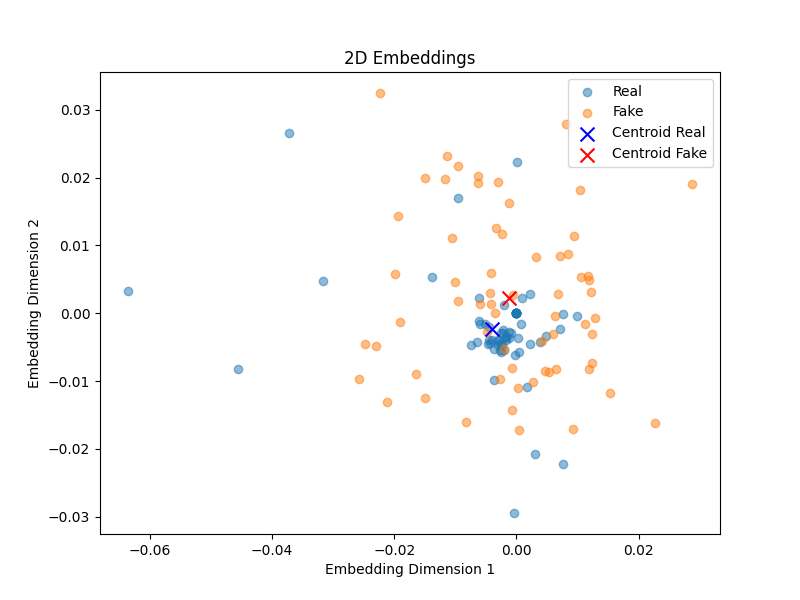 2D Embeddings
Real
Fake
Centroid Real
Centroid Fake
Embedding Dimension 2
0.03
0.02
0.01
0.00
−0.01
−0.02
−0.03
−0.06
−0.04
−0.02
0.00
0.02
Embedding Dimension 1